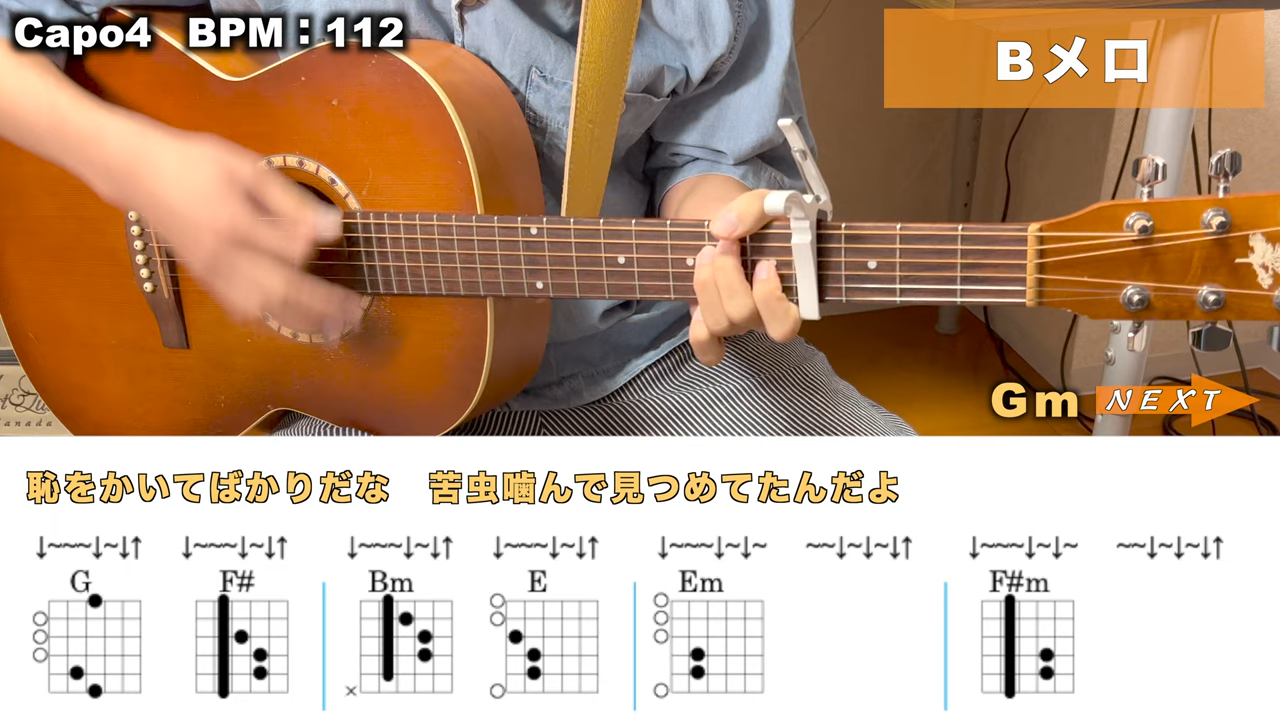 Capo4 BPM：112
Bメロ
Gm NEXT
恥をかいてばかりだな　苦虫噛んで見つめてたんだよ
↓~~~↓~↓↑ ↓~~~↓~↓↑ ↓~~~↓~↓↑ ↓~~~↓~↓↑ ↓~~~↓~↓~ ~~↓~↓~↓↑ ↓~~~↓~↓~ ~~↓~↓~↓↑
G F# Bm E Em F#m
×